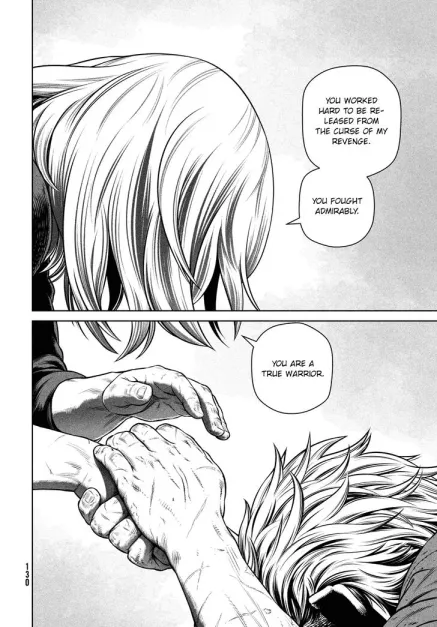 YOU WORKED
HARD TO BE RE-
LEASED FROM
THE CURSE OF MY
REVENGE.
YOU FOUGHT
ADMIRABLY.
YOU ARE A
TRUE WARRIOR.
130